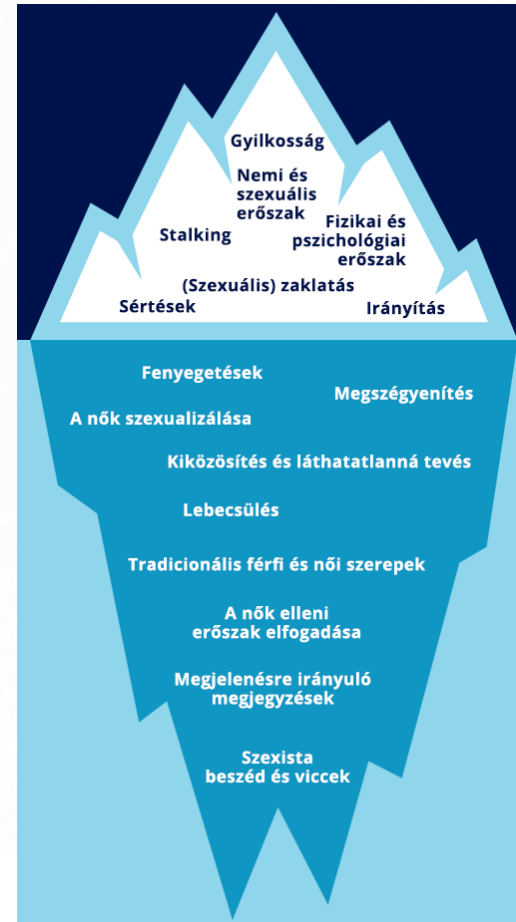 Gyilkosság
Nemi és
szexuális
erőszak
Stalking
Fizikai és
pszichológiai
erőszak
(Szexuális) zaklatás
Sértések
Irányítás
Fenyegetések
Megszégyenítés
A nők szexualizálása
Kiközösítés és láthatatlanná tevés
Lebecsülés
Tradicionális férfi és női szerepek
A nők elleni
erőszak elfogadása
Megjelenésre irányuló
megjegyzések
Szexista
beszéd és viccek